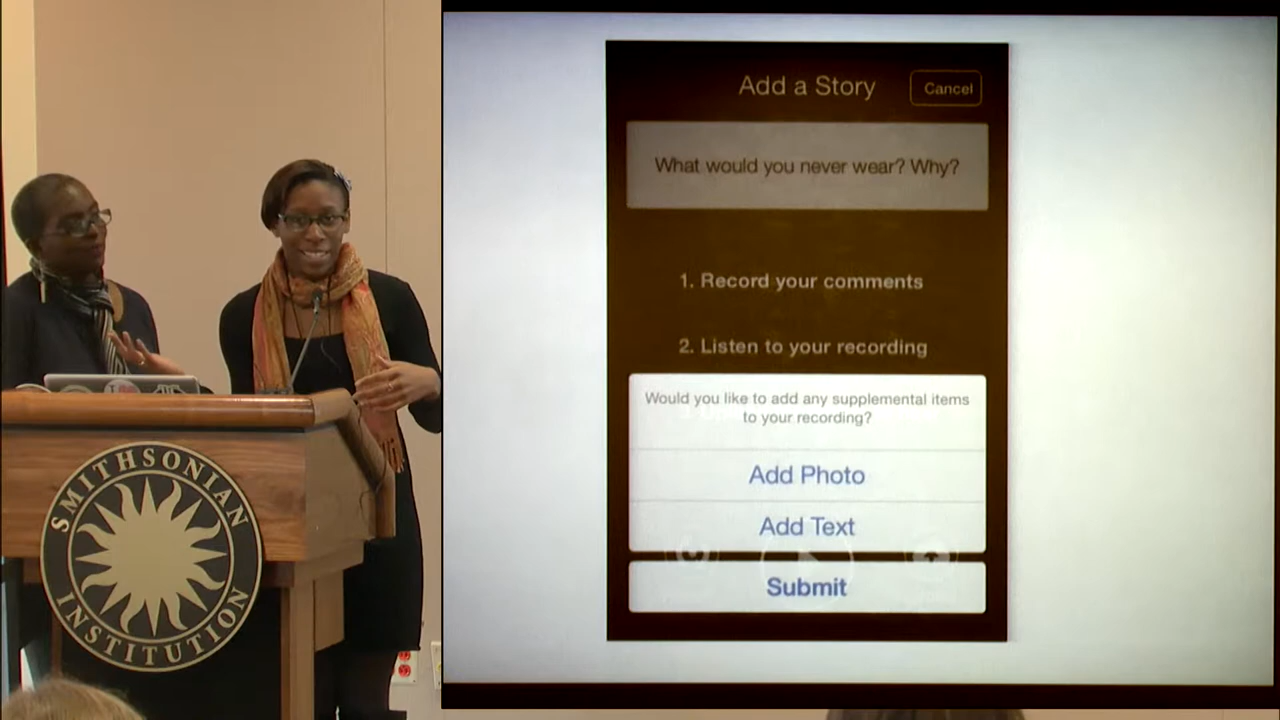 Add a Story
Cancel
What would you never wear? Why?
1. Record your comments
2. Listen to your recording
Would you like to add any supplemental items
to your recording?
Add Photo
Add Text
Submit
SMITHSONIAN
INSTITUTION